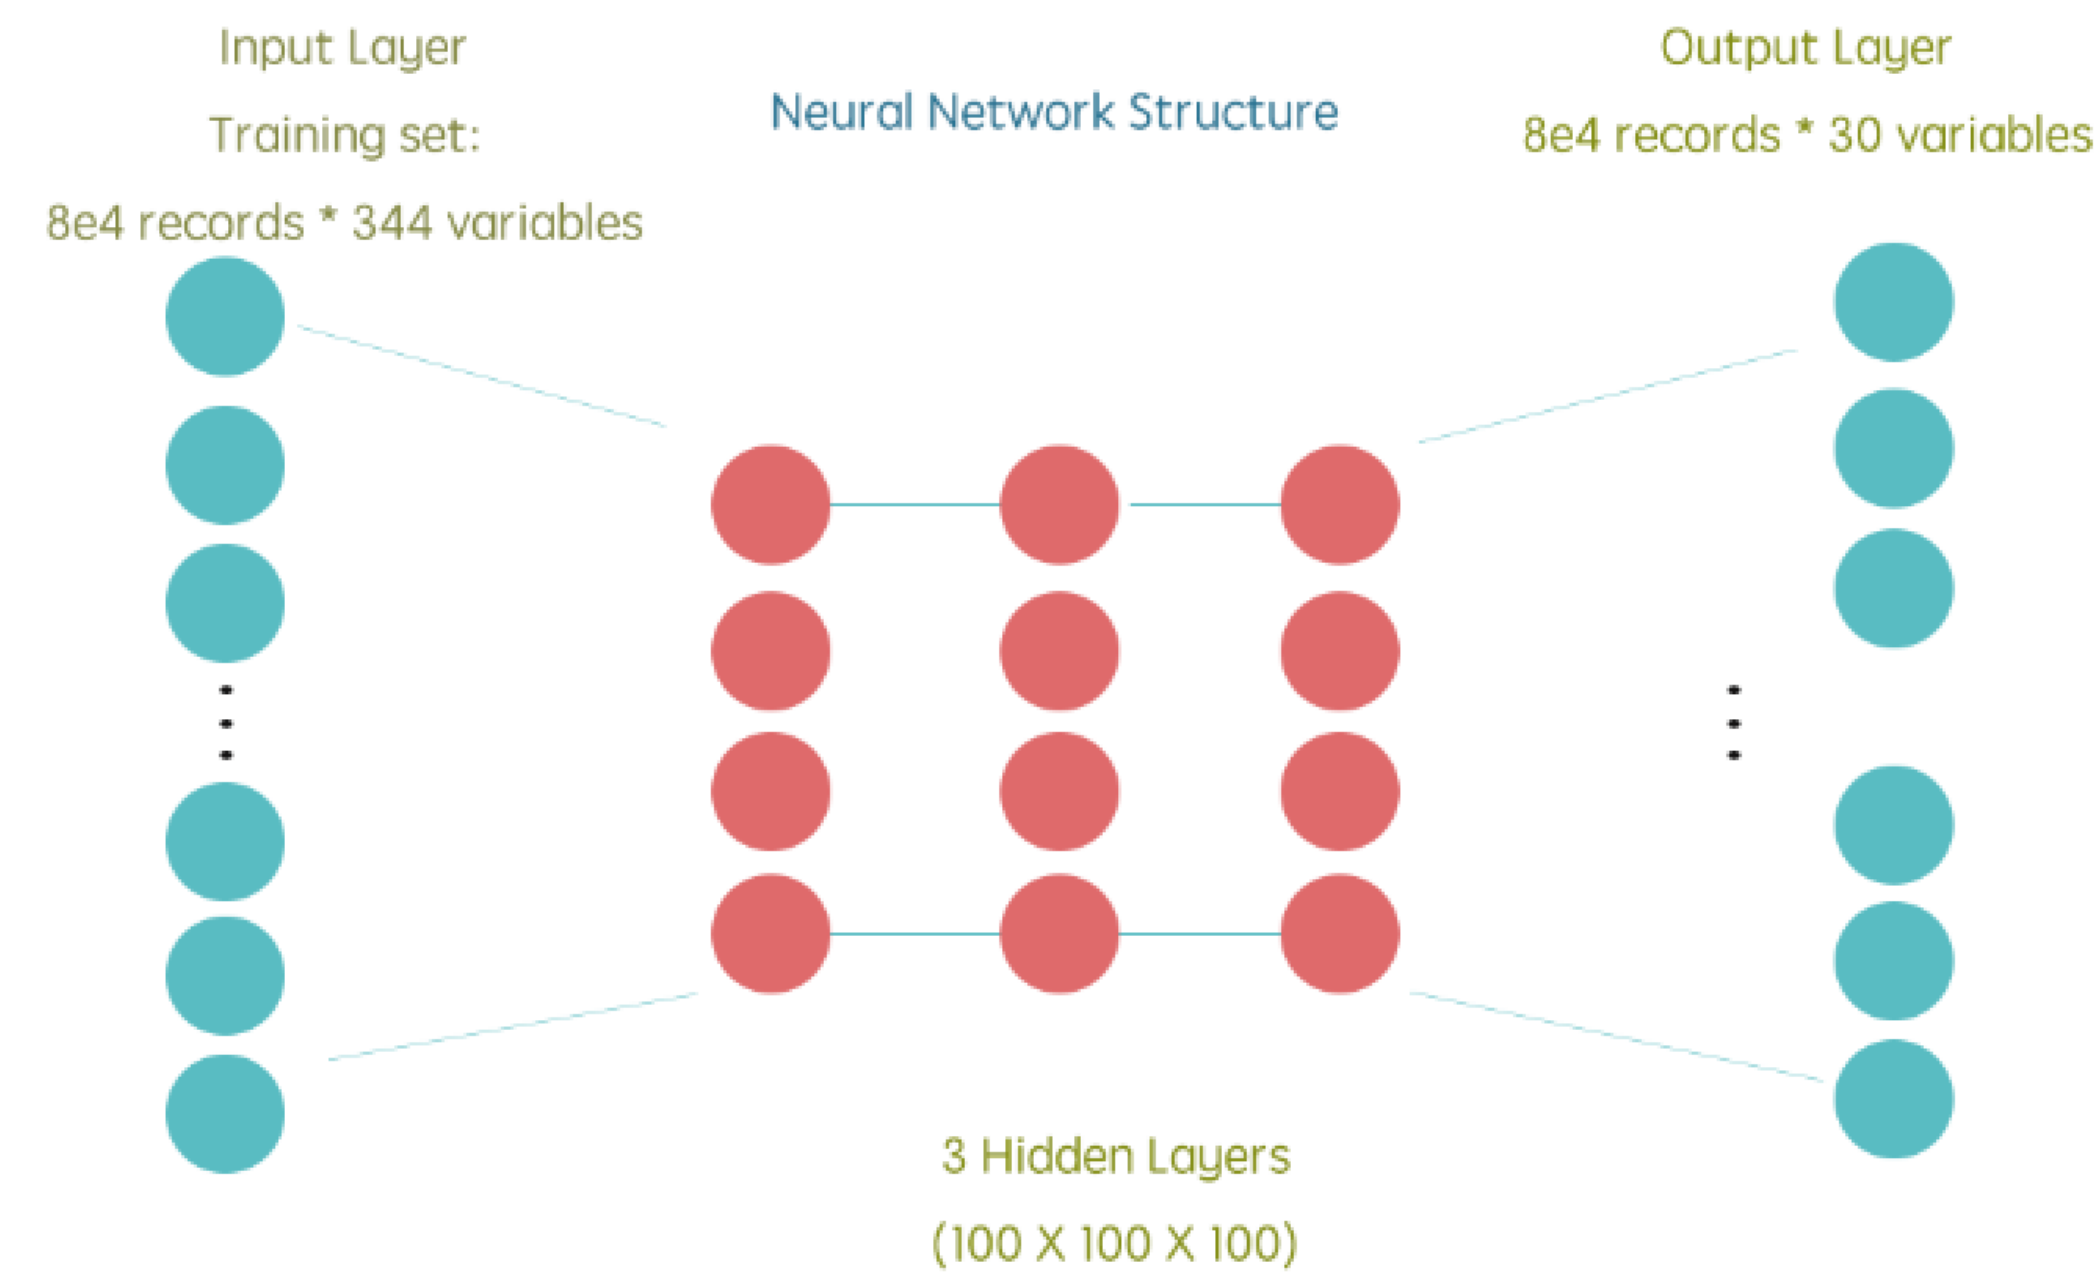 Input Layer
Training set:
8e4 records * 344 variables
Neural Network Structure
Output Layer
8e4 records * 30 variables
3 Hidden Layers
(100 X 100 X 100)